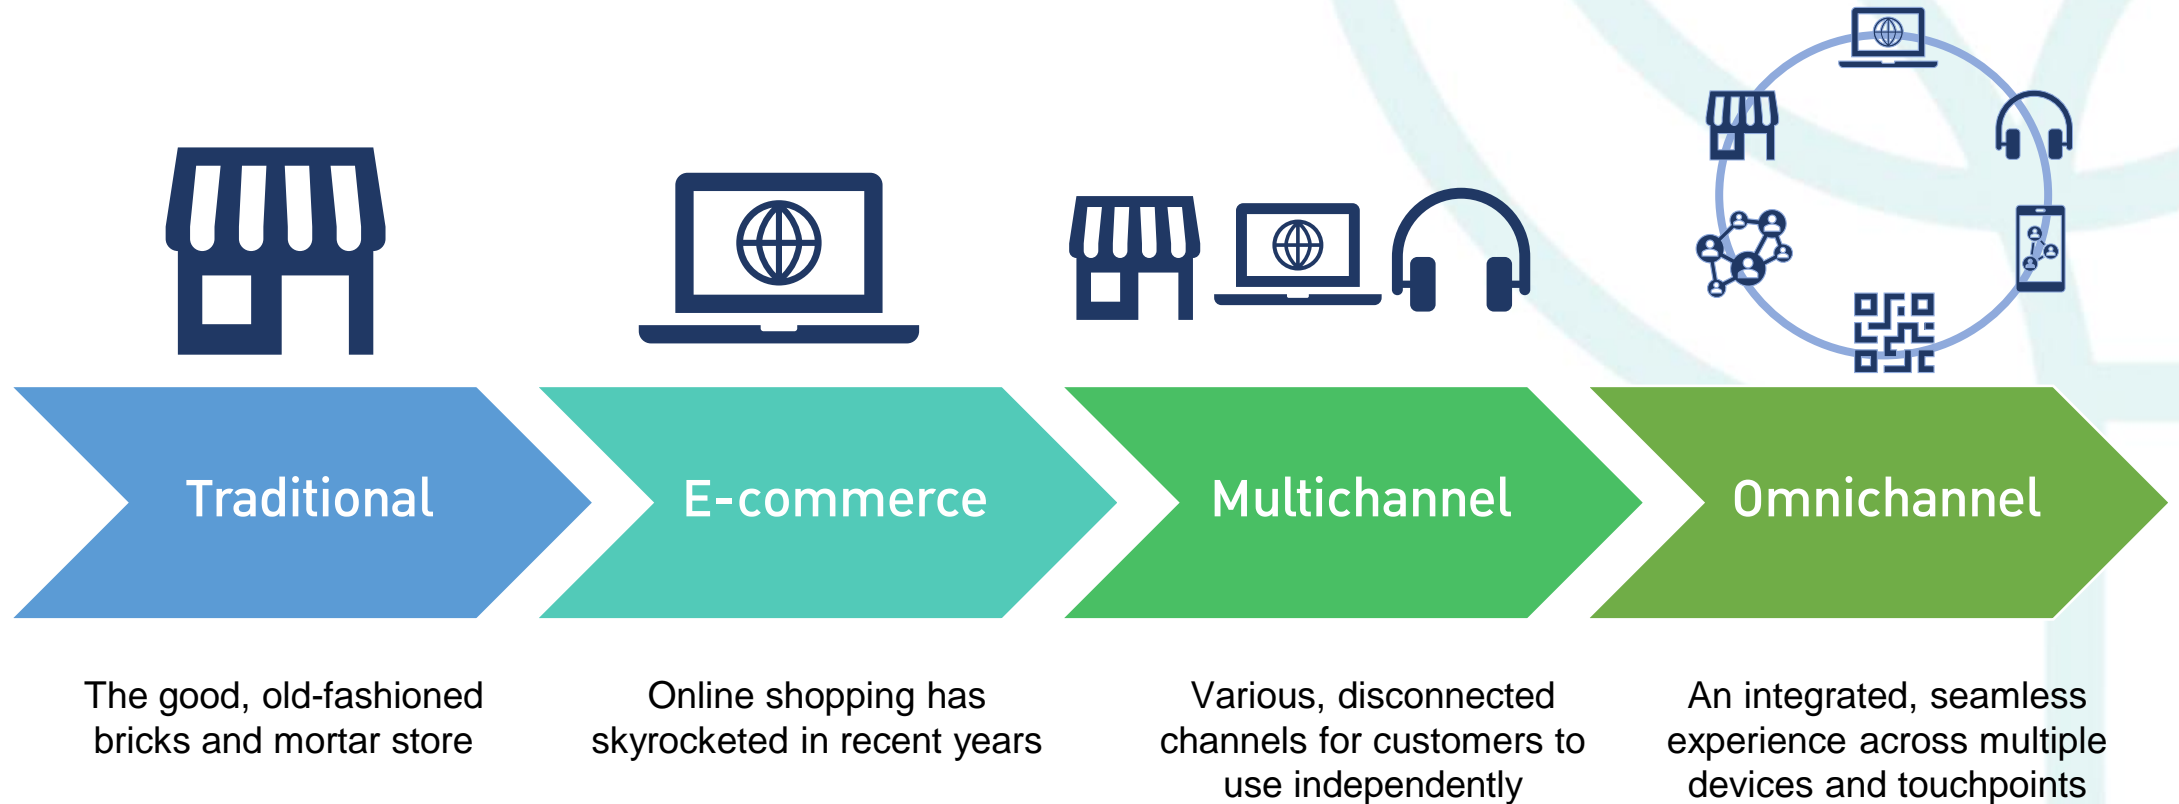 Traditional
E-commerce
Multichannel
Omnichannel
The good, old-fashioned
bricks and mortar store
Online shopping has
skyrocketed in recent years
Various, disconnected
channels for customers to
use independently
An integrated, seamless
experience across multiple
devices and touchpoints